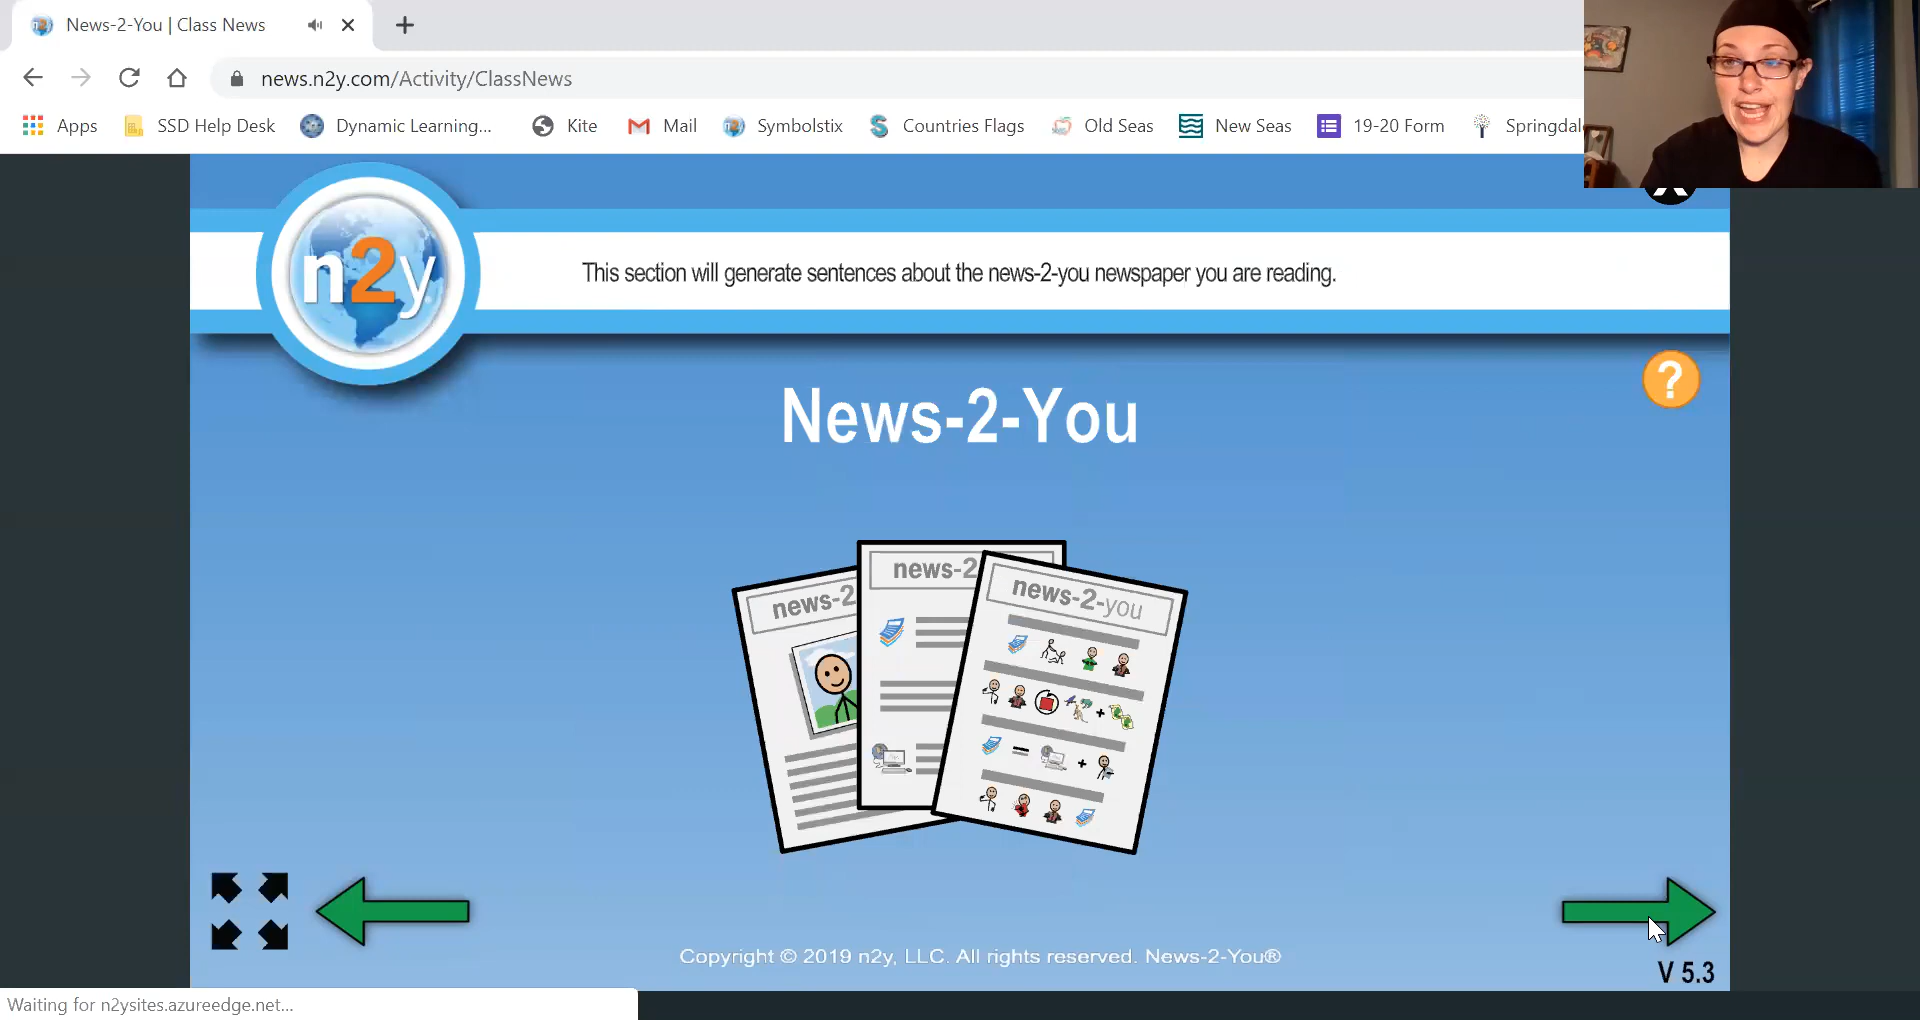 News-2-You | Class News
news.n2y.com/Activity/ClassNews
Apps SSD Help Desk Dynamic Learning... Kite Mail Symbolstix Countries Flags Old Seas New Seas 19-20 Form Springdal
n2y
This section will generate sentences about the news-2-you newspaper you are reading.
?
News-2-You
news-2
news-2
news-2-you
Copyright © 2019 n2y, LLC. All rights reserved. News-2-You®
V 5.3
Waiting for n2ysites.azureedge.net...